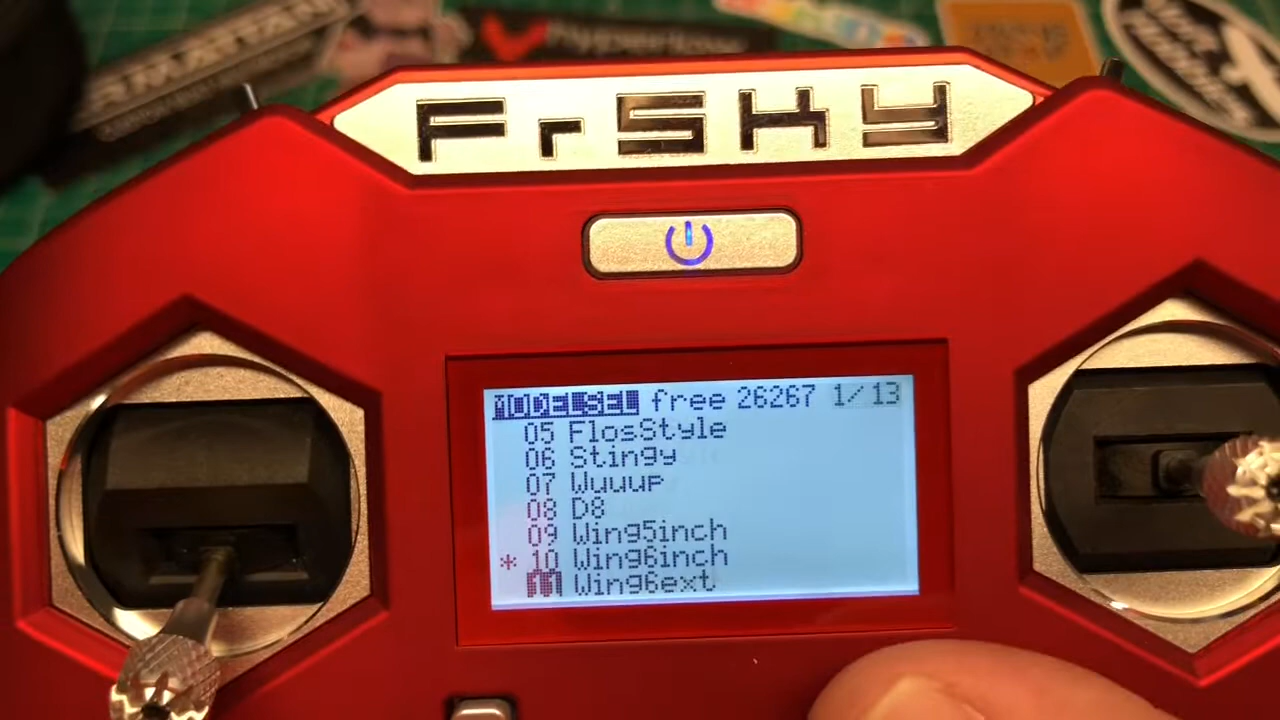 hyperlow
FrSKY
MODELSEL free 26267 1/13
05 FlosStyle
06 Stingy
07 Wuuup
08 D8
09 Wing5inch
* 10 Wing6inch
11 Wing6ext